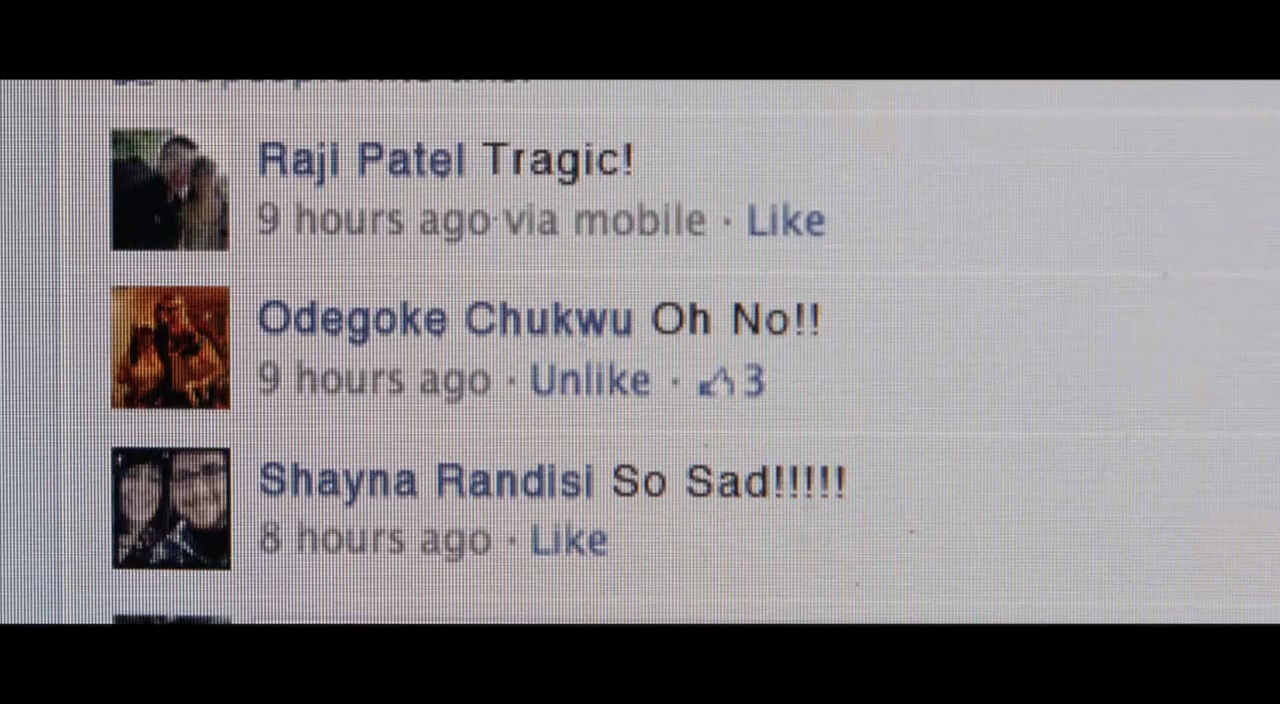 Raji Patel Tragic!
9 hours ago · via mobile · Like
Odegoke Chukwu Oh No!!
9 hours ago · Unlike · 3
Shayna Randisi So Sad!!!!!
8 hours ago · Like